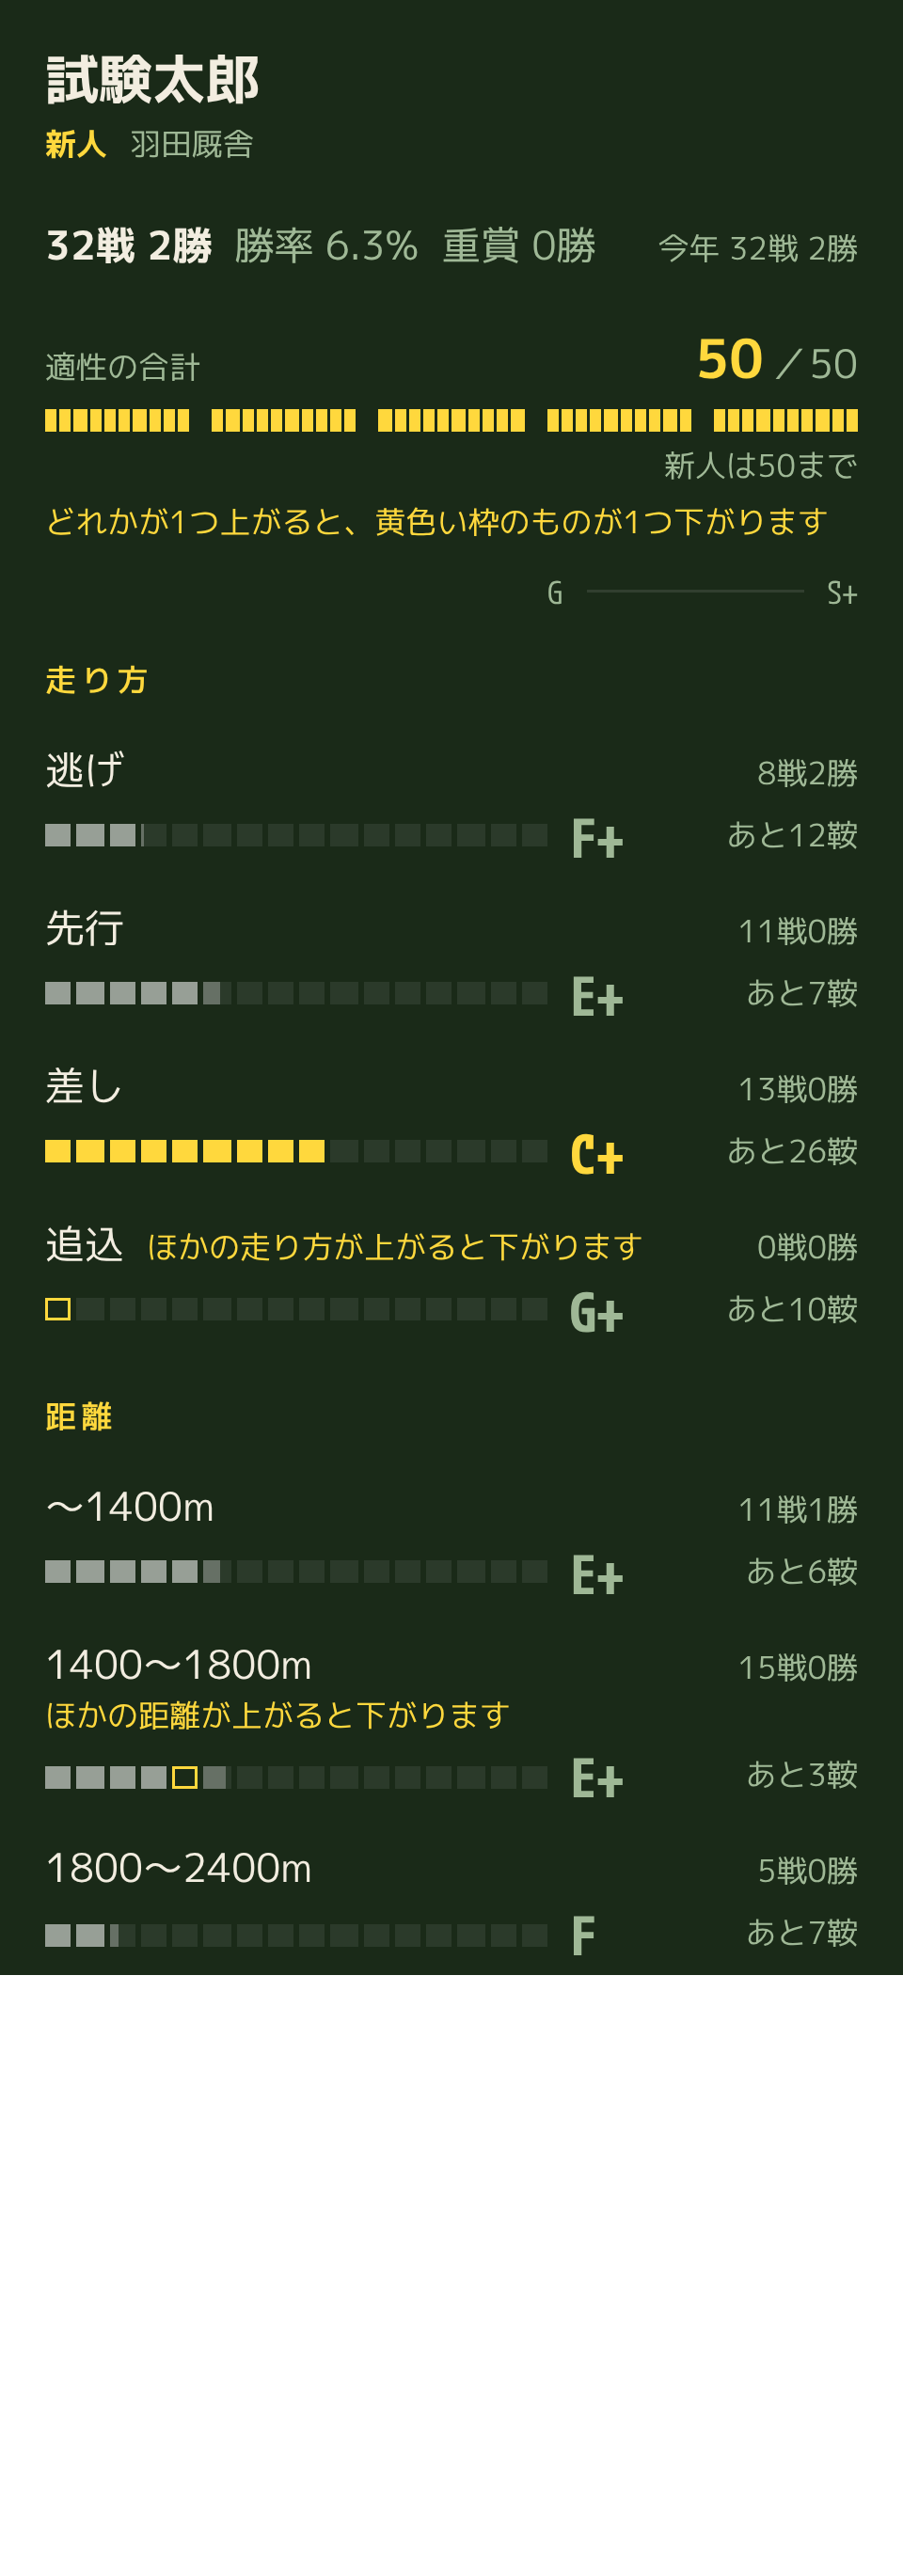 試験太郎
新人 羽田厩舎
32戦 2勝 勝率 6.3% 重賞 0勝 今年 32戦 2勝
適性の合計 50 ／50
新人は50まで
どれかが1つ上がると、黄色い枠のものが1つ下がります
G S+
走り方
逃げ 8戦2勝
F+ あと12鞍
先行 11戦0勝
E+ あと7鞍
差し 13戦0勝
C+ あと26鞍
追込 ほかの走り方が上がると下がります 0戦0勝
G+ あと10鞍
距離
〜1400m 11戦1勝
E+ あと6鞍
1400〜1800m 15戦0勝
ほかの距離が上がると下がります
E+ あと3鞍
1800〜2400m 5戦0勝
F あと7鞍